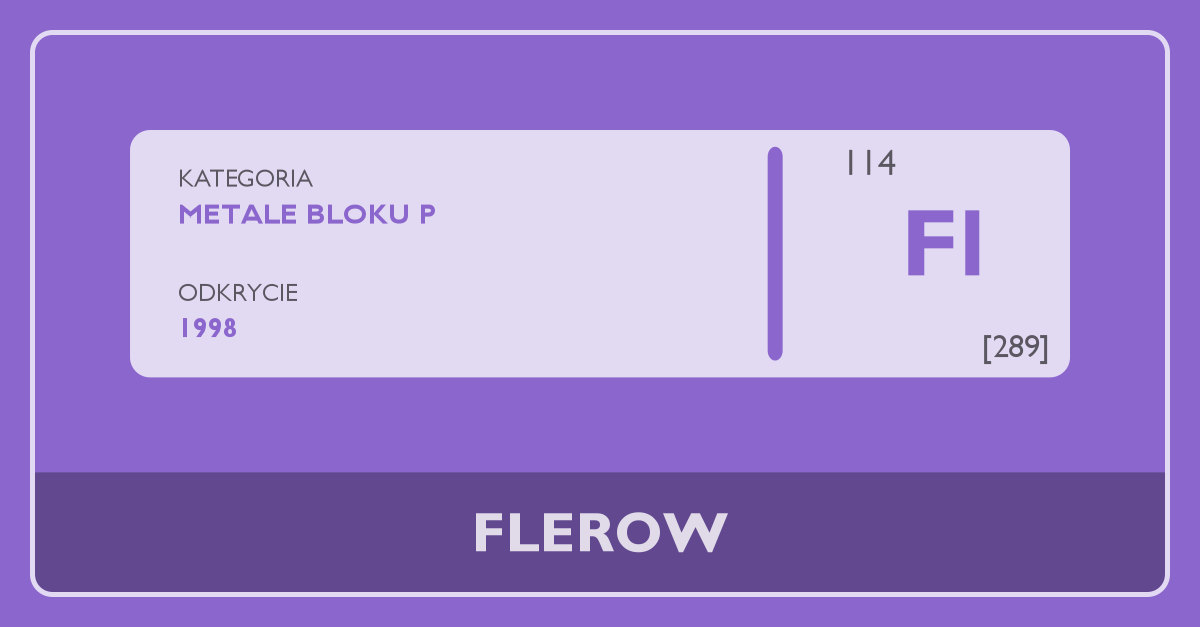 KATEGORIA
METALE BLOKU P
ODKRYCIE
1998
114
Fl
[289]
FLEROW